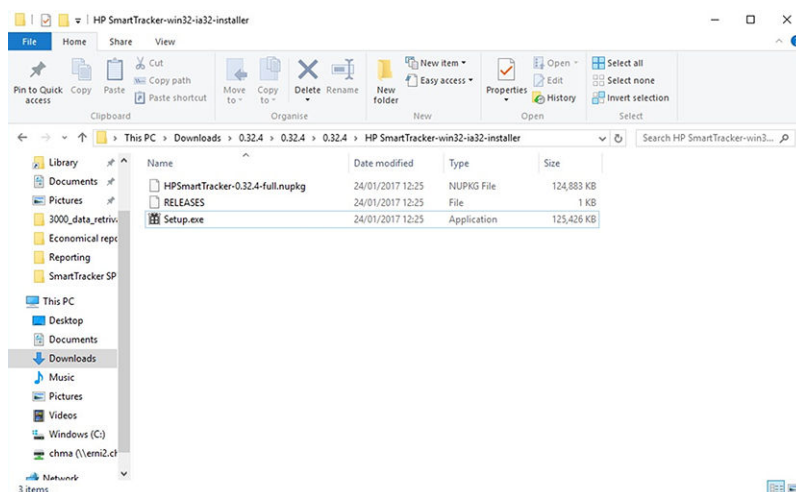 HP SmartTracker-win32-ia32-installer
File Home Share View
Pin to Quick access
Copy
Paste
Cut
Copy path
Paste shortcut
Clipboard
Move to
Copy to
Delete
Rename
Organise
New folder
New item
Easy access
New
Properties
Open
Edit
History
Open
Select all
Select none
Invert selection
Select
This PC > Downloads > 0.32.4 > 0.32.4 > 0.32.4 > HP SmartTracker-win32-ia32-installer
Search HP SmartTracker-win3...
Library
Documents
Pictures
3000_data_retriv
Economical repo
Reporting
SmartTracker SP
This PC
Desktop
Documents
Downloads
Music
Pictures
Videos
Windows (C:)
chma (\\erni2.ch
Network
Name Date modified Type Size
HPSmartTracker-0.32.4-full.nupkg 24/01/2017 12:25 NUPKG File 124,883 KB
RELEASES 24/01/2017 12:25 File 1 KB
Setup.exe 24/01/2017 12:25 Application 125,426 KB
3 items